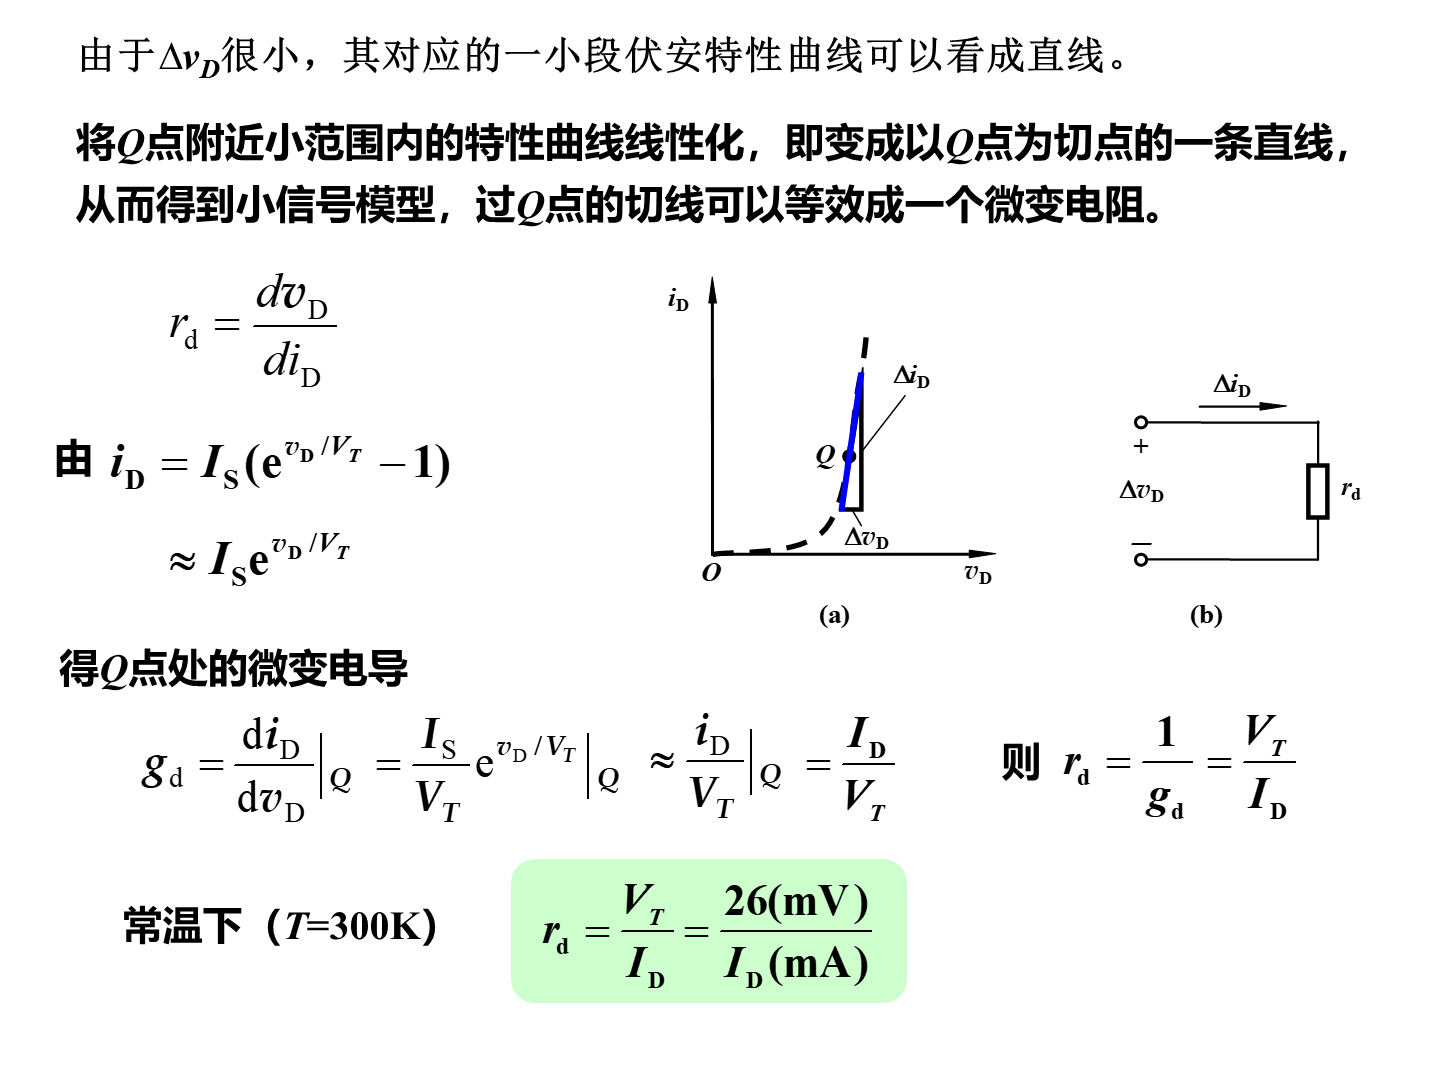 由于ΔvD很小，其对应的一小段伏安特性曲线可以看成直线。
将Q点附近小范围内的特性曲线线性化，即变成以Q点为切点的一条直线，
从而得到小信号模型，过Q点的切线可以等效成一个微变电阻。
rd = dvD / diD
由 iD = IS(e^(vD/VT) − 1)
≈ ISe^(vD/VT)
iD
ΔiD
Q
ΔvD
O
vD
(a)
ΔiD
+
ΔvD
rd
−
(b)
得Q点处的微变电导
gd = diD / dvD |Q = IS / VT e^(vD/VT) |Q ≈ iD / VT |Q = ID / VT 则 rd = 1 / gd = VT / ID
常温下（T=300K） rd = VT / ID = 26(mV) / ID(mA)